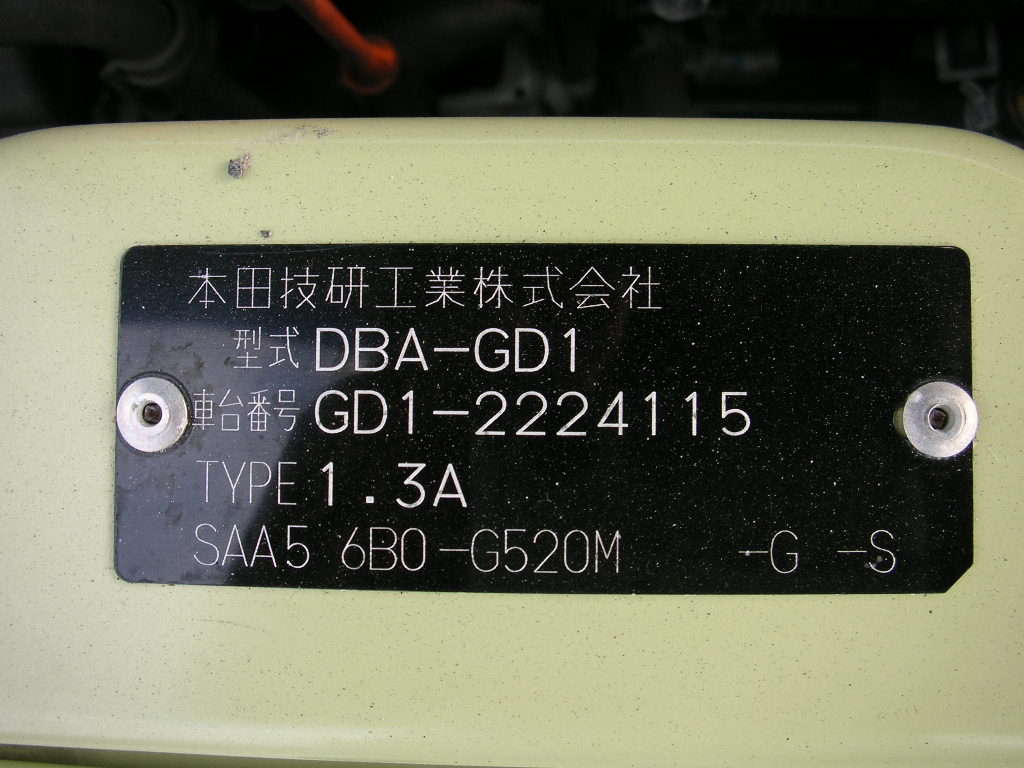 本田技研工業株式会社
型式 DBA-GD1
車台番号 GD1-2224115
TYPE 1.3A
SAA5 6B0-G520M -G -S